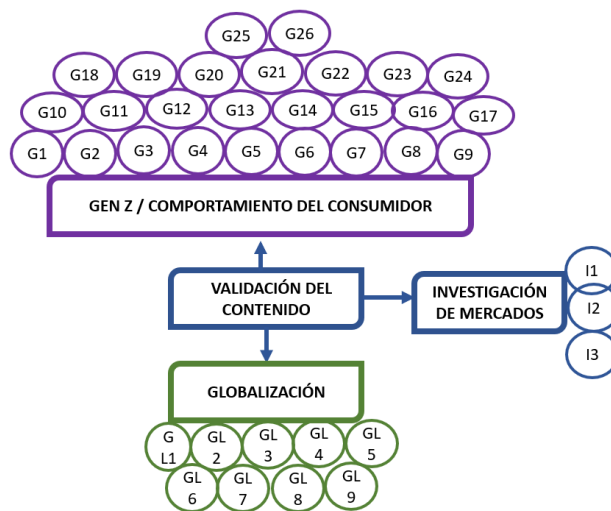 G25 G26
G18 G19 G20 G21 G22 G23 G24
G10 G11 G12 G13 G14 G15 G16 G17
G1 G2 G3 G4 G5 G6 G7 G8 G9
GEN Z / COMPORTAMIENTO DEL CONSUMIDOR
VALIDACIÓN DEL
CONTENIDO
INVESTIGACIÓN
DE MERCADOS
I1
I2
I3
GLOBALIZACIÓN
G
L1
GL
2
GL
3
GL
4
GL
5
GL
6
GL
7
GL
8
GL
9